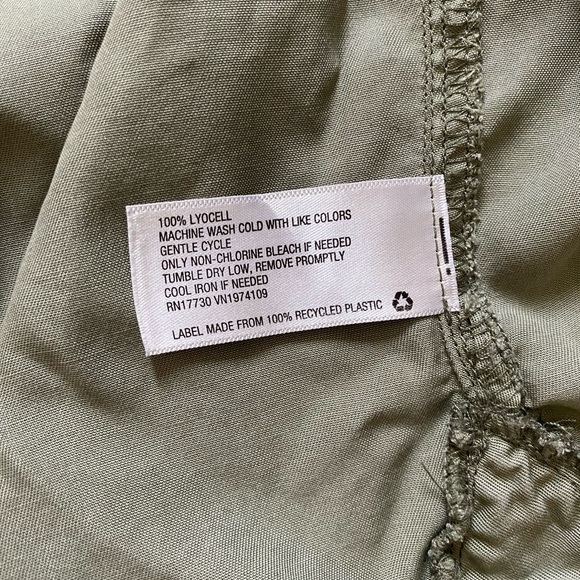 100% LYOCELL
MACHINE WASH COLD WITH LIKE COLORS
GENTLE CYCLE
ONLY NON-CHLORINE BLEACH IF NEEDED
TUMBLE DRY LOW, REMOVE PROMPTLY
COOL IRON IF NEEDED
RN17730 VN1974109
LABEL MADE FROM 100% RECYCLED PLASTIC